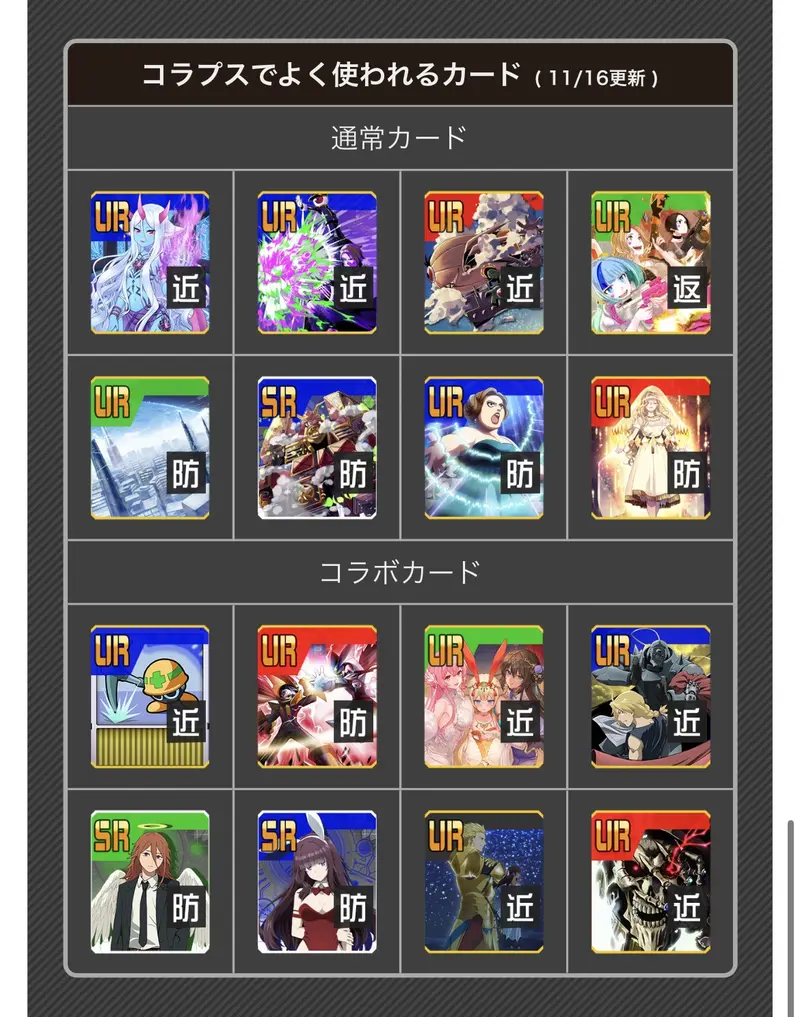 コラプスでよく使われるカード ( 11/16更新 )
通常カード
UR 近 UR 近 UR 近 UR 返
UR 防 SR 防 UR 防 UR 防
コラボカード
UR 近 UR 防 UR 近 UR 近
SR 防 SR 防 UR 近 UR 近